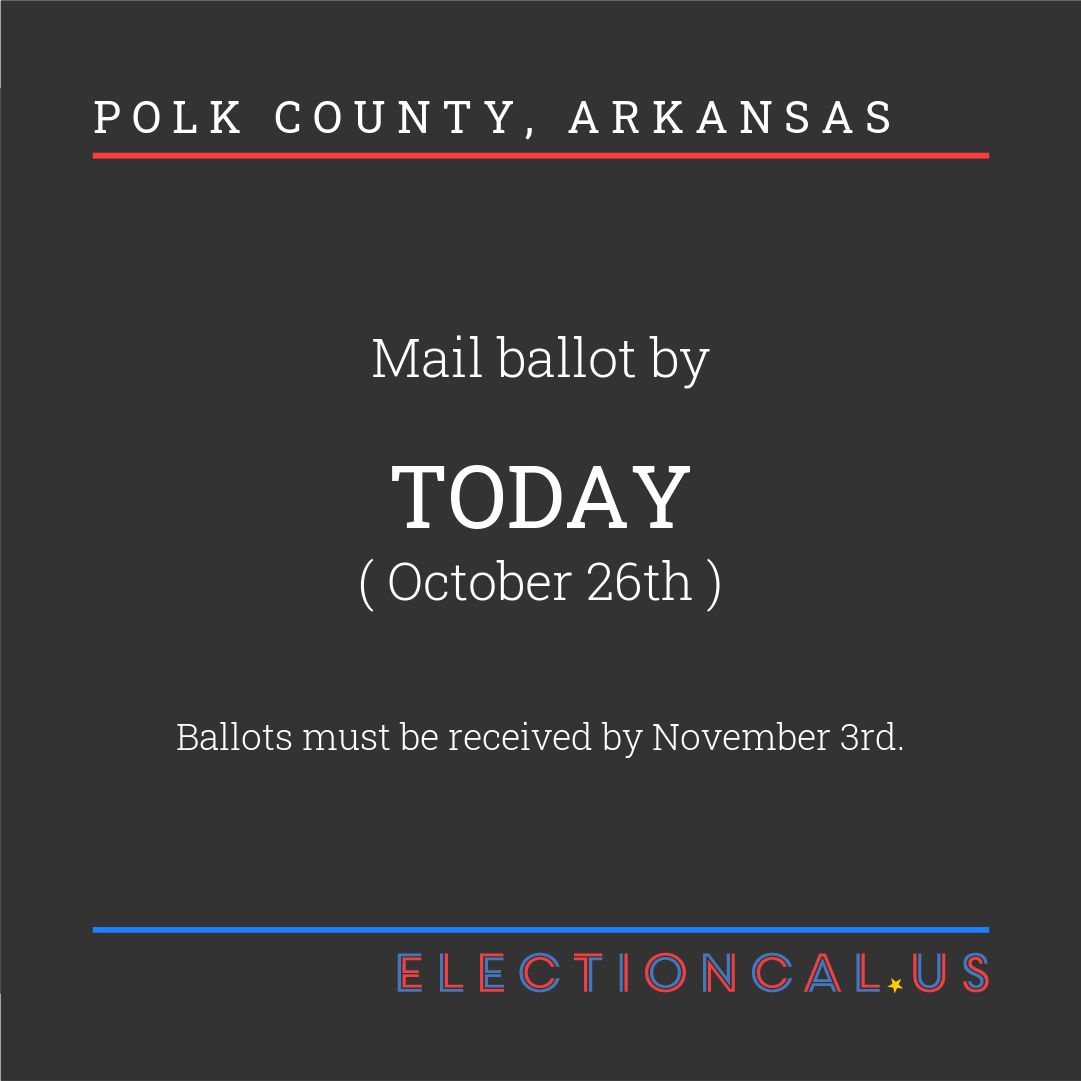 POLK COUNTY, ARKANSAS
Mail ballot by
TODAY
( October 26th )
Ballots must be received by November 3rd.
ELECTIONCAL.US